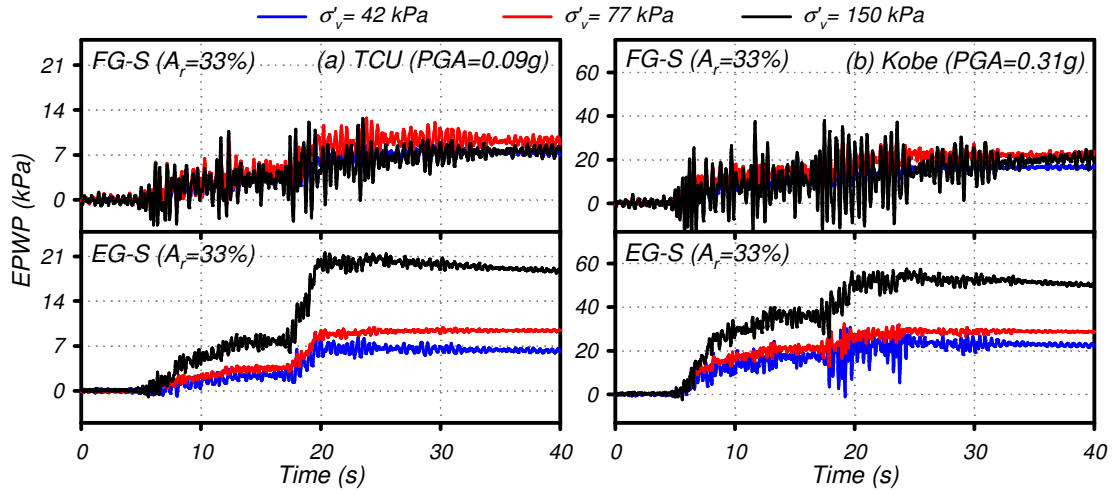 σ'v= 42 kPa σ'v= 77 kPa σ'v= 150 kPa
FG-S (Ar=33%) (a) TCU (PGA=0.09g)
21
14
7
0
EG-S (Ar=33%)
21
14
7
0
EPWP (kPa)
0 10 20 30 40
Time (s)
FG-S (Ar=33%) (b) Kobe (PGA=0.31g)
60
40
20
0
EG-S (Ar=33%)
60
40
20
0
0 10 20 30 40
Time (s)